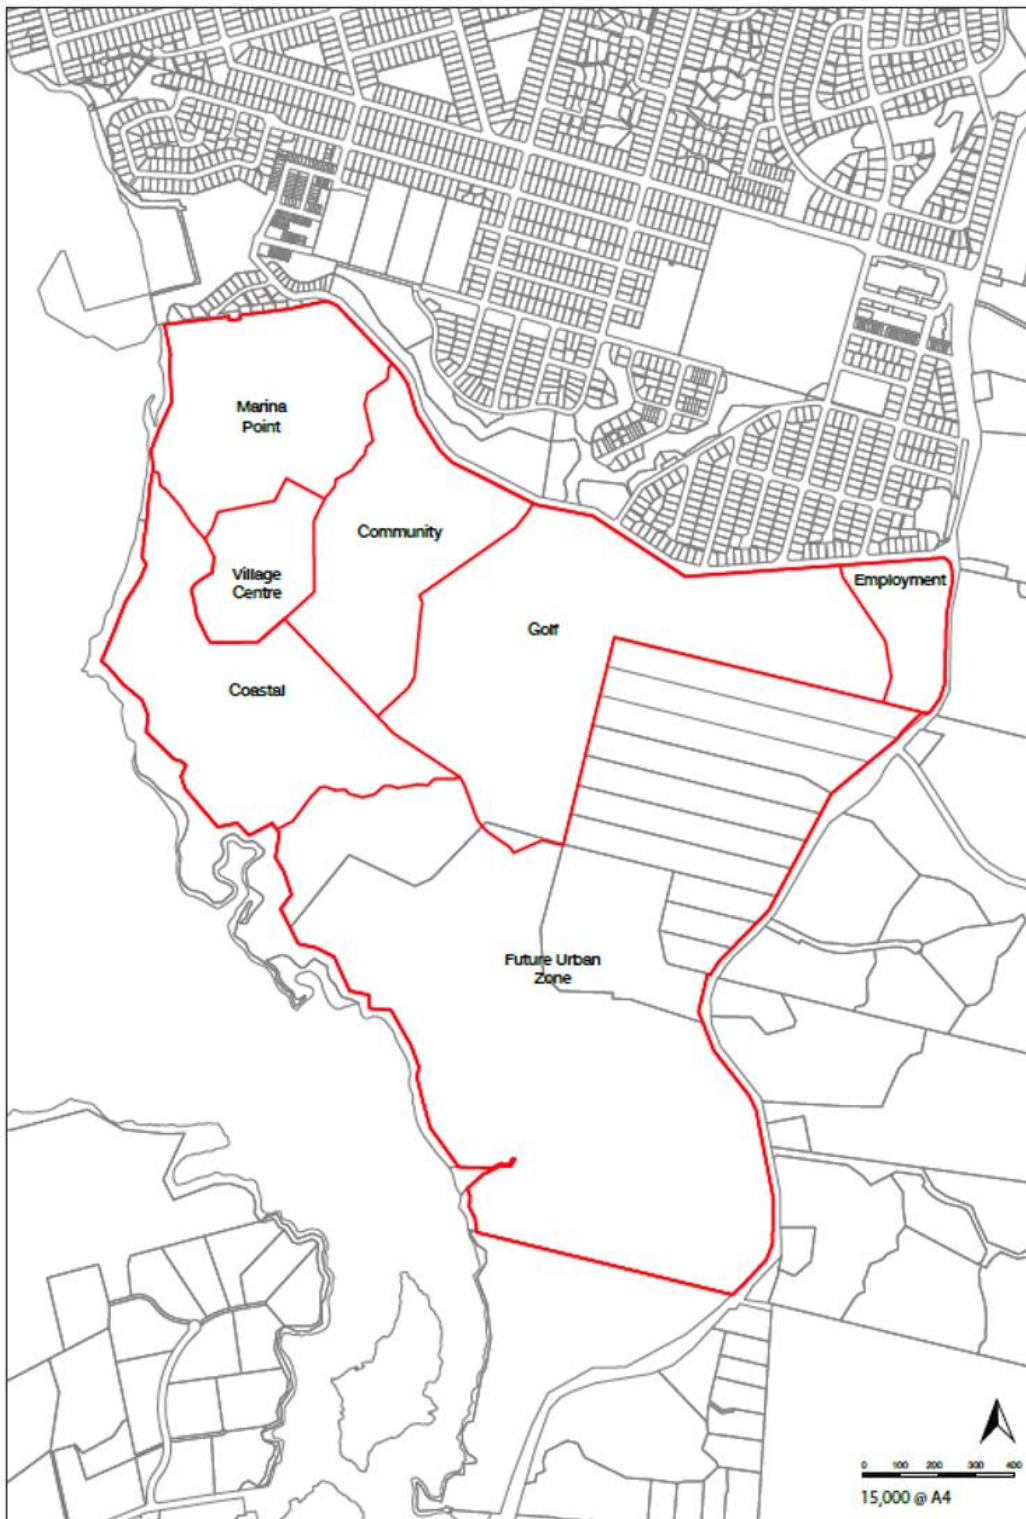 Marina
Point
Community
Village
Centre
Employment
Golf
Coastal
Future Urban
Zone
0 100 200 300 400
15,000 @ A4